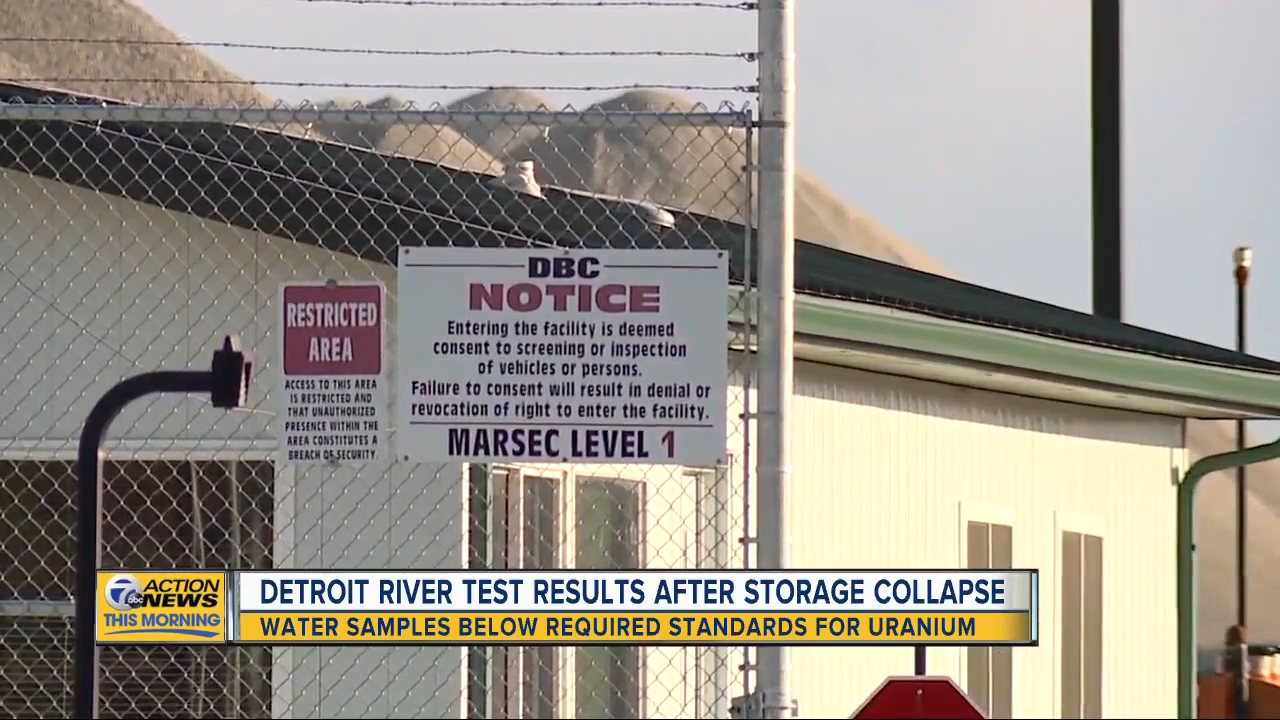 RESTRICTED
AREA
ACCESS TO THIS AREA
IS RESTRICTED AND
THAT UNAUTHORIZED
PRESENCE WITHIN THE
AREA CONSTITUTES A
BREACH OF SECURITY.
DBC
NOTICE
Entering the facility is deemed
consent to screening or inspection
of vehicles or persons.
Failure to consent will result in denial or
revocation of right to enter the facility.
MARSEC LEVEL 1
7 abc ACTION
NEWS
THIS MORNING
DETROIT RIVER TEST RESULTS AFTER STORAGE COLLAPSE
WATER SAMPLES BELOW REQUIRED STANDARDS FOR URANIUM